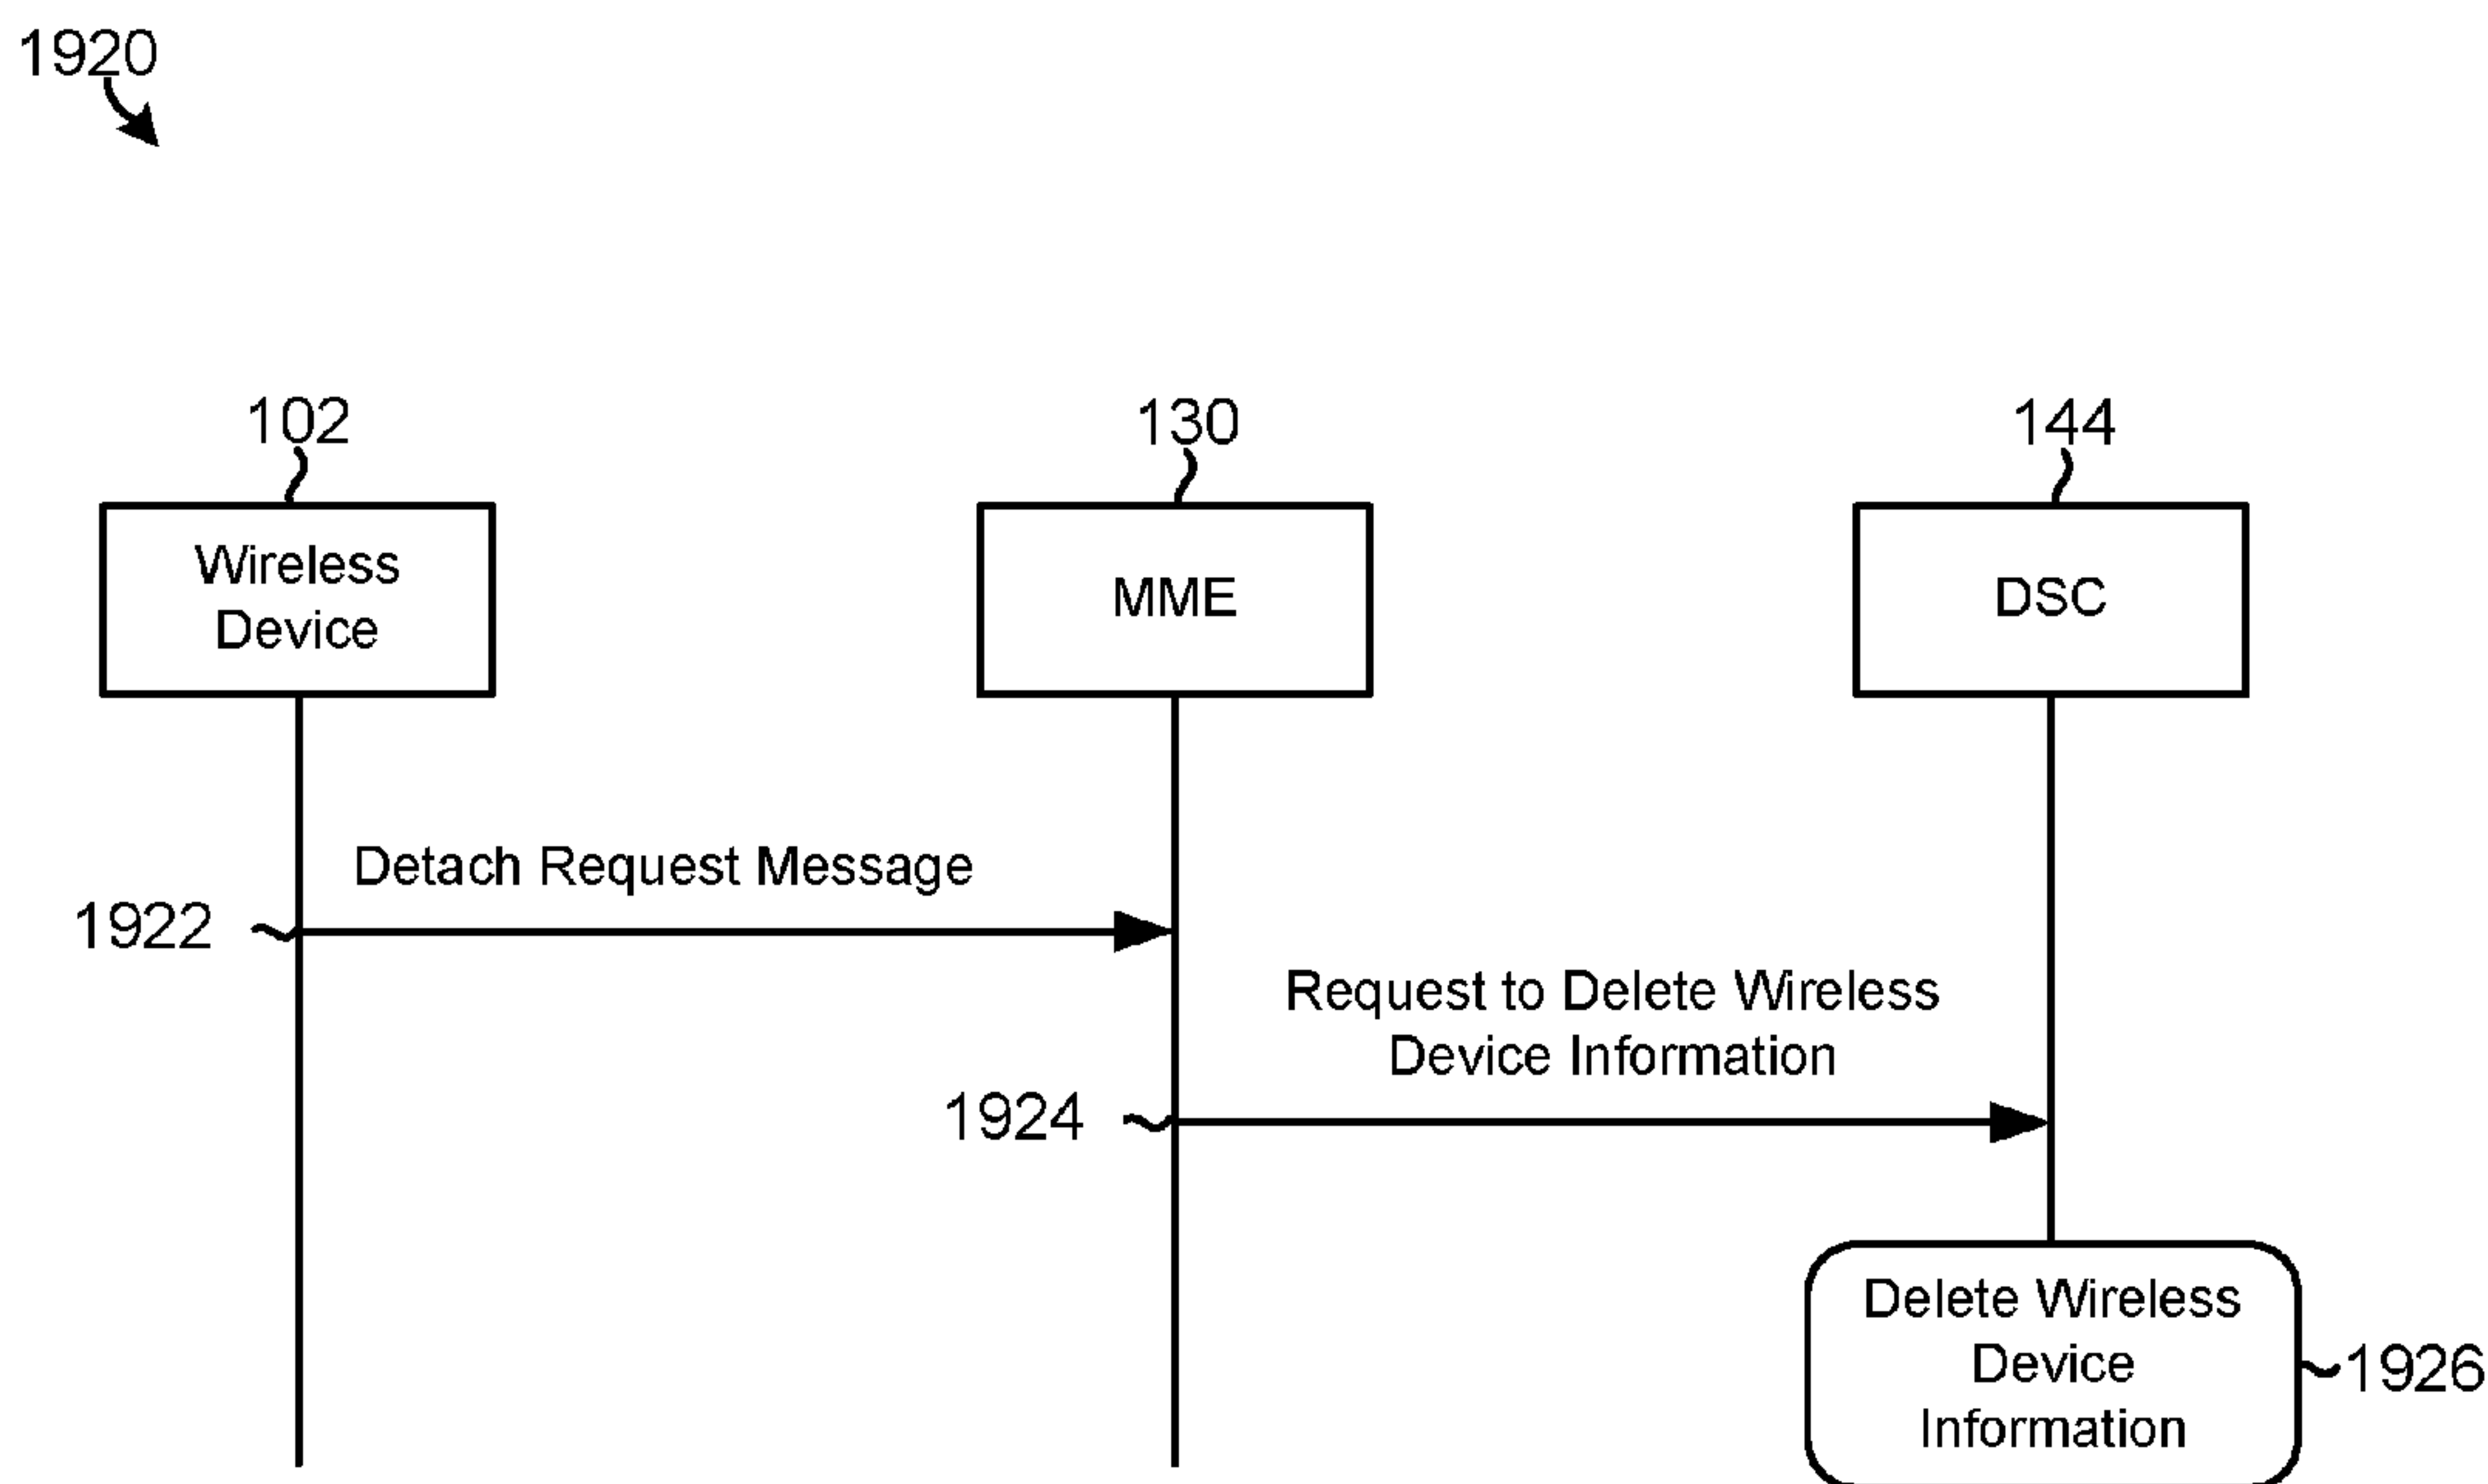 1920
102
130
144
Wireless
Device
MME
DSC
Detach Request Message
1922
Request to Delete Wireless
Device Information
1924
Delete Wireless
Device
Information
1926